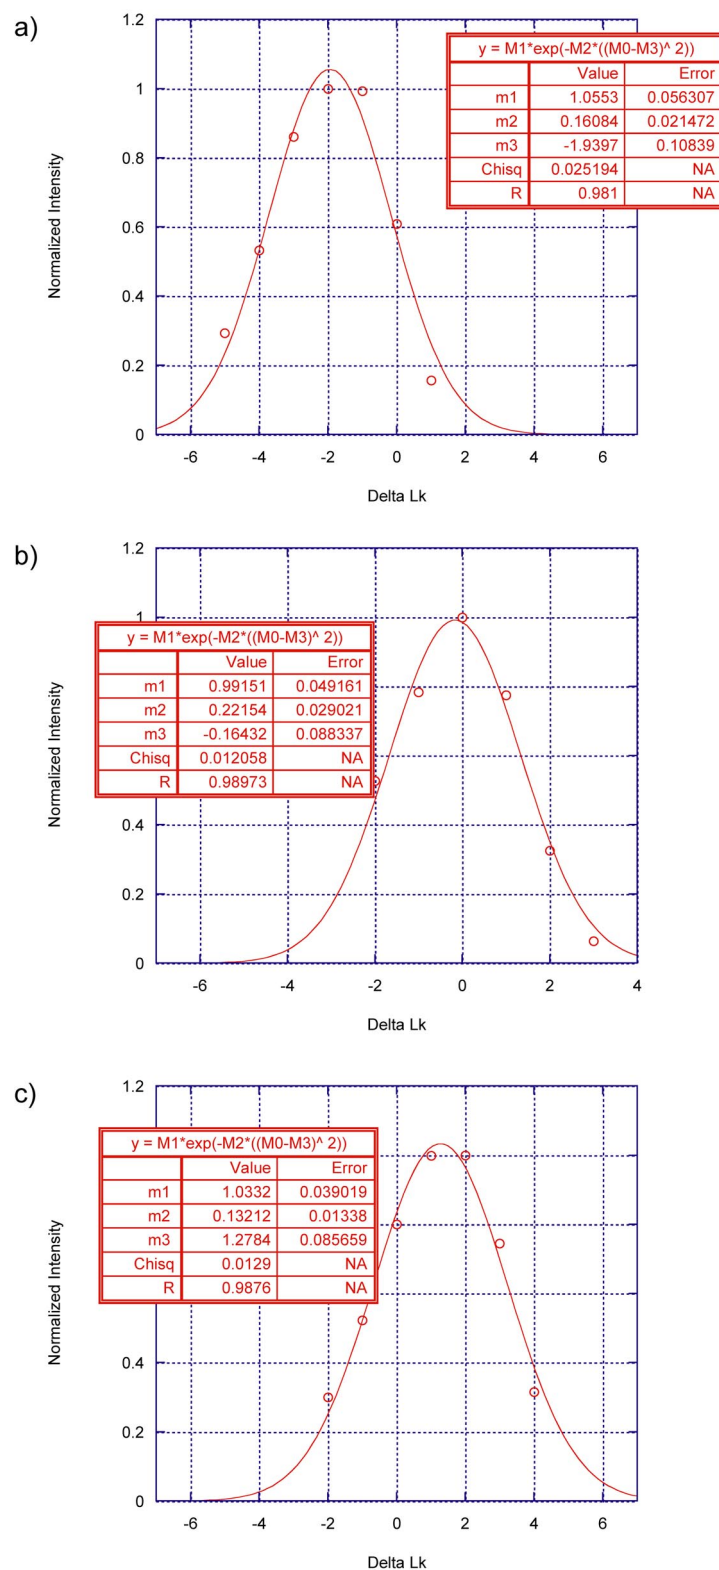 a)
1.2
1
0.8
0.6
0.4
0.2
0
Normalized Intensity
y = M1*exp(-M2*((M0-M3)^ 2))
Value Error
m1 1.0553 0.056307
m2 0.16084 0.021472
m3 -1.9397 0.10839
Chisq 0.025194 NA
R 0.981 NA
-6 -4 -2 0 2 4 6
Delta Lk
b)
1.2
1
0.4
0.2
0
Normalized Intensity
y = M1*exp(-M2*((M0-M3)^ 2))
Value Error
m1 0.99151 0.049161
m2 0.22154 0.029021
m3 -0.16432 0.088337
Chisq 0.012058 NA
R 0.98973 NA
-6 -4 -2 0 2 4
Delta Lk
c)
1.2
0.4
0.2
0
Normalized Intensity
y = M1*exp(-M2*((M0-M3)^ 2))
Value Error
m1 1.0332 0.039019
m2 0.13212 0.01338
m3 1.2784 0.085659
Chisq 0.0129 NA
R 0.9876 NA
-6 -4 -2 0 2 4 6
Delta Lk